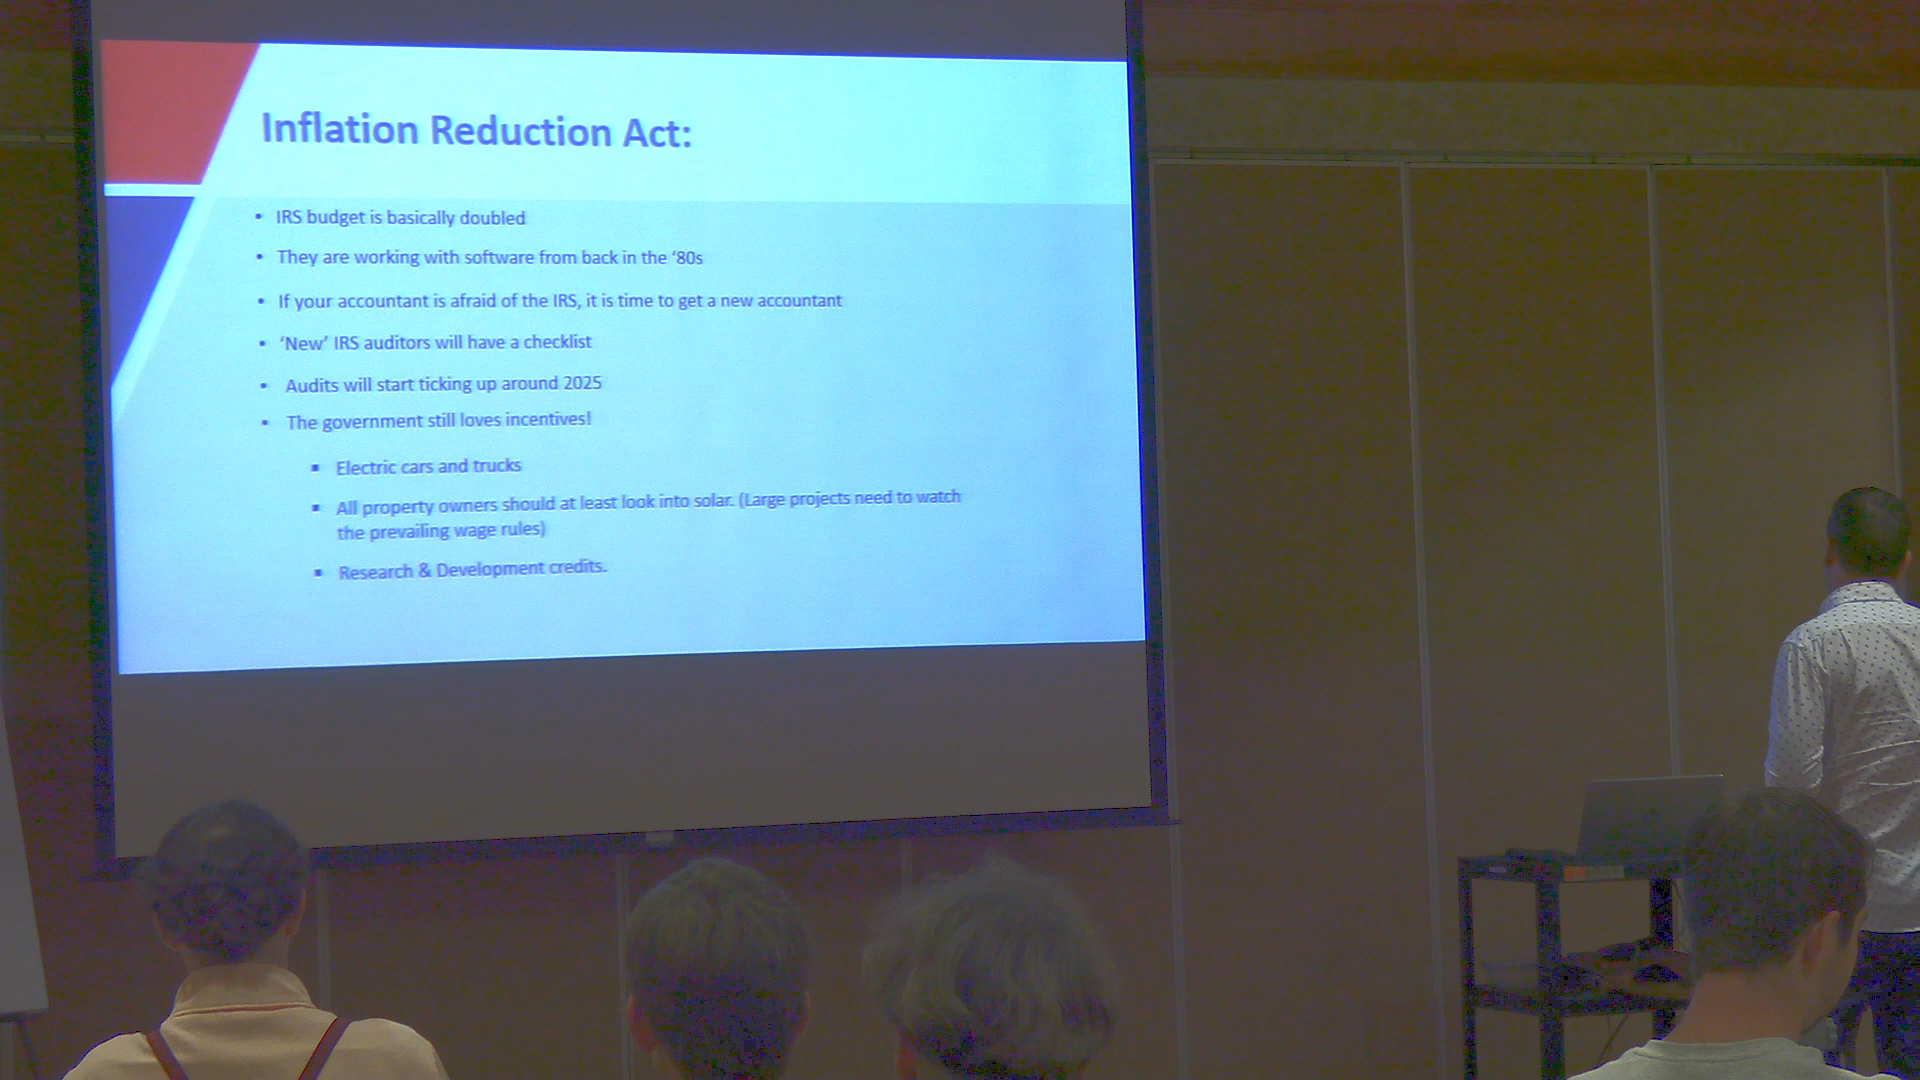 Inflation Reduction Act:
• IRS budget is basically doubled
• They are working with software from back in the ‘80s
• If your accountant is afraid of the IRS, it is time to get a new accountant
• ‘New’ IRS auditors will have a checklist
• Audits will start ticking up around 2025
• The government still loves incentives!
▪ Electric cars and trucks
▪ All property owners should at least look into solar. (Large projects need to watch
the prevailing wage rules)
▪ Research & Development credits.